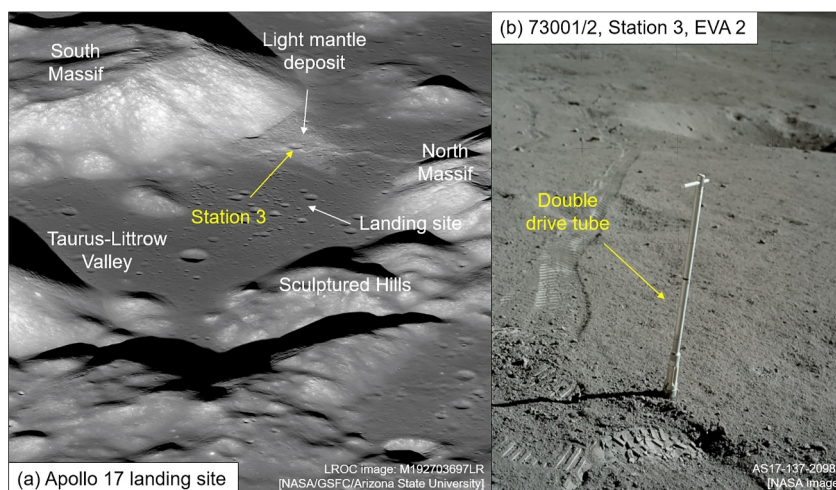 South
Massif
Light mantle
deposit
North
Massif
Station 3
Landing site
Taurus-Littrow
Valley
Sculptured Hills
(a) Apollo 17 landing site
LROC image: M192703697LR
[NASA/GSFC/Arizona State University]
(b) 73001/2, Station 3, EVA 2
Double
drive tube
AS17-137-2098
[NASA image